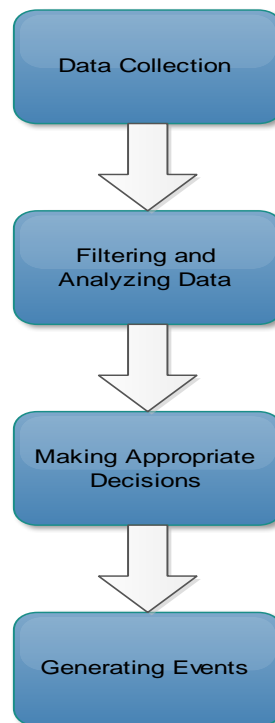 Data Collection
Filtering and
Analyzing Data
Making Appropriate
Decisions
Generating Events